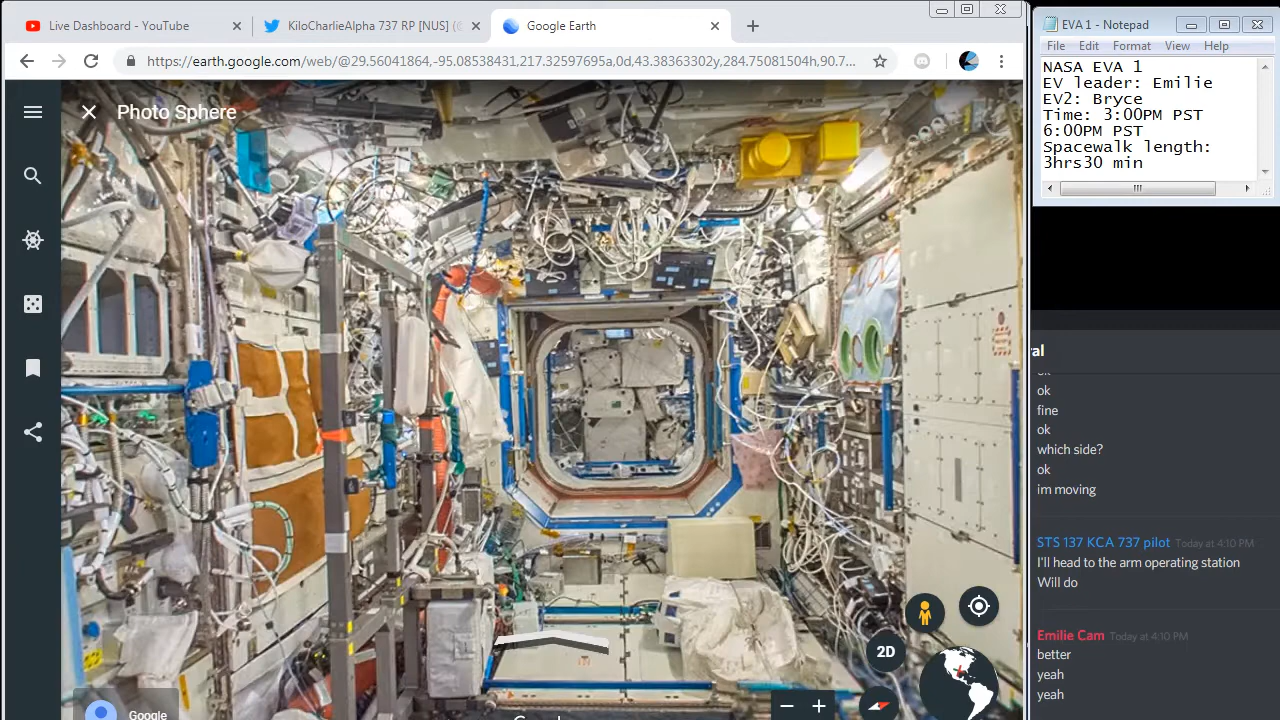 Live Dashboard - YouTube
KiloCharlieAlpha 737 RP [NUS] (
Google Earth
https://earth.google.com/web/@29.56041864,-95.08538431,217.32597695a,0d,43.38363302y,284.75081504h,90.7...
Photo Sphere
2D
Google
EVA 1 - Notepad
File Edit Format View Help
NASA EVA 1
EV leader: Emilie
EV2: Bryce
Time: 3:00PM PST
6:00PM PST
Spacewalk length:
3hrs30 min
ral
ok
ok
fine
ok
which side?
ok
im moving
STS 137 KCA 737 pilot Today at 4:10 PM
I'll head to the arm operating station
Will do
Emilie Cam Today at 4:10 PM
better
yeah
yeah